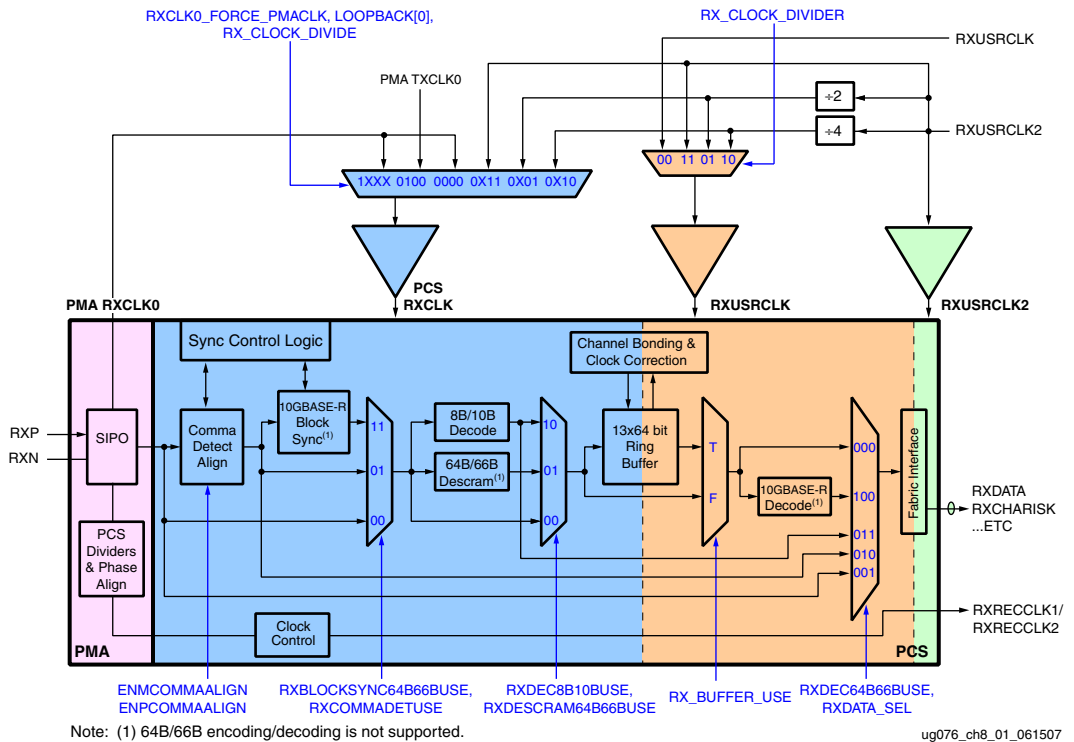 RXCLK0_FORCE_PMACLK, LOOPBACK[0],
RX_CLOCK_DIVIDE
RX_CLOCK_DIVIDER
RXUSRCLK
PMA TXCLK0
÷2
÷4
RXUSRCLK2
1XXX 0100 0000 0X11 0X01 0X10
00 11 01 10
PMA RXCLK0
PCS
RXCLK
RXUSRCLK
RXUSRCLK2
Sync Control Logic
Channel Bonding &
Clock Correction
RXP
RXN
SIPO
Comma
Detect
Align
10GBASE-R
Block
Sync(1)
11
01
00
8B/10B
Decode
64B/66B
Descram(1)
10
01
00
13x64 bit
Ring
Buffer
T
F
10GBASE-R
Decode(1)
000
100
011
010
001
Fabric Interface
RXDATA
RXCHARISK
...ETC
PCS
Dividers
& Phase
Align
Clock
Control
RXRECCLK1/
RXRECCLK2
PMA
PCS
ENMCOMMAALIGN
ENPCOMMAALIGN
RXBLOCKSYNC64B66BUSE,
RXCOMMADETUSE
RXDEC8B10BUSE,
RXDESCRAM64B66BUSE
RX_BUFFER_USE
RXDEC64B66BUSE,
RXDATA_SEL
Note: (1) 64B/66B encoding/decoding is not supported.
ug076_ch8_01_061507